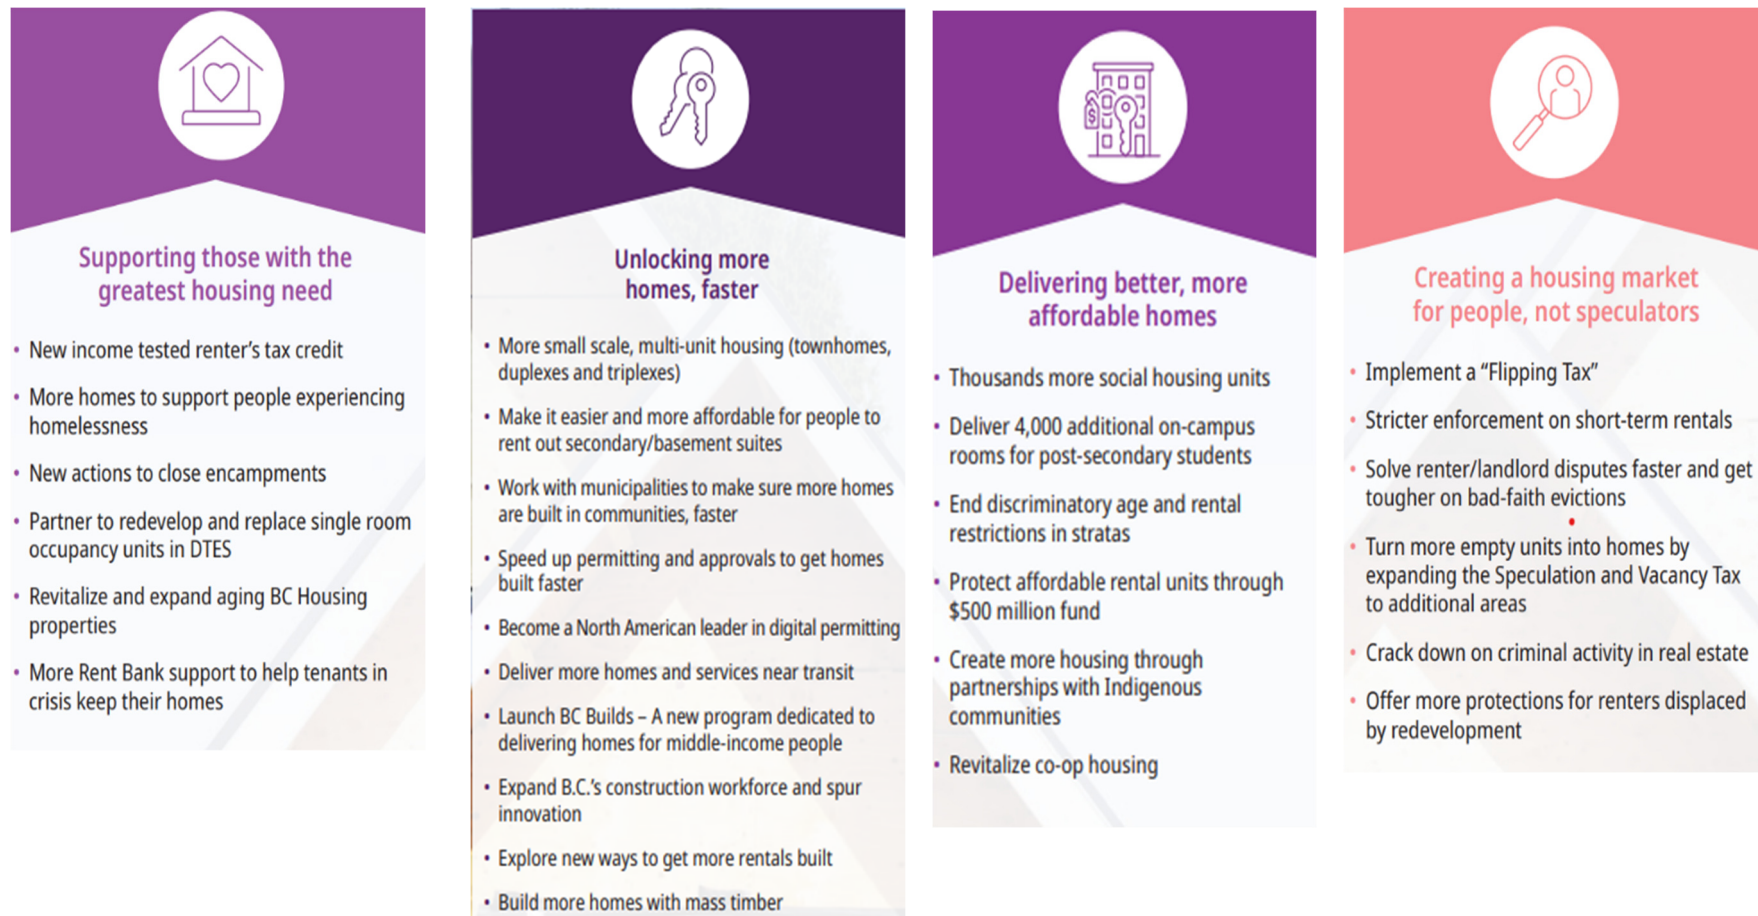 Supporting those with the
greatest housing need
• New income tested renter's tax credit
• More homes to support people experiencing
homelessness
• New actions to close encampments
• Partner to redevelop and replace single room
occupancy units in DTES
• Revitalize and expand aging BC Housing
properties
• More Rent Bank support to help tenants in
crisis keep their homes
Unlocking more
homes, faster
• More small scale, multi-unit housing (townhomes,
duplexes and triplexes)
• Make it easier and more affordable for people to
rent out secondary/basement suites
• Work with municipalities to make sure more homes
are built in communities, faster
• Speed up permitting and approvals to get homes
built faster
• Become a North American leader in digital permitting
• Deliver more homes and services near transit
• Launch BC Builds – A new program dedicated to
delivering homes for middle-income people
• Expand B.C.'s construction workforce and spur
innovation
• Explore new ways to get more rentals built
• Build more homes with mass timber
$
Delivering better, more
affordable homes
• Thousands more social housing units
• Deliver 4,000 additional on-campus
rooms for post-secondary students
• End discriminatory age and rental
restrictions in stratas
• Protect affordable rental units through
$500 million fund
• Create more housing through
partnerships with Indigenous
communities
• Revitalize co-op housing
Creating a housing market
for people, not speculators
• Implement a “Flipping Tax”
• Stricter enforcement on short-term rentals
• Solve renter/landlord disputes faster and get
tougher on bad-faith evictions
• Turn more empty units into homes by
expanding the Speculation and Vacancy Tax
to additional areas
• Crack down on criminal activity in real estate
• Offer more protections for renters displaced
by redevelopment